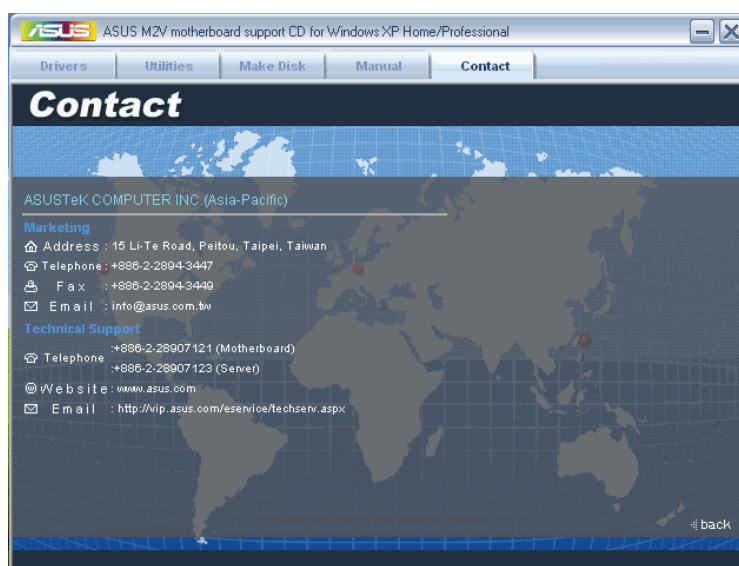 ASUS ASUS M2V motherboard support CD for Windows XP Home/Professional
Drivers Utilities Make Disk Manual Contact
Contact
ASUSTeK COMPUTER INC.(Asia-Pacific)
Marketing
Address : 15 Li-Te Road, Peitou, Taipei, Taiwan
Telephone : +886-2-2894-3447
Fax : +886-2-2894-3449
Email : info@asus.com.tw
Technical Support
Telephone :+886-2-28907121 (Motherboard)
:+886-2-28907123 (Server)
Website : www.asus.com
Email : http://vip.asus.com/eservice/techserv.aspx
back